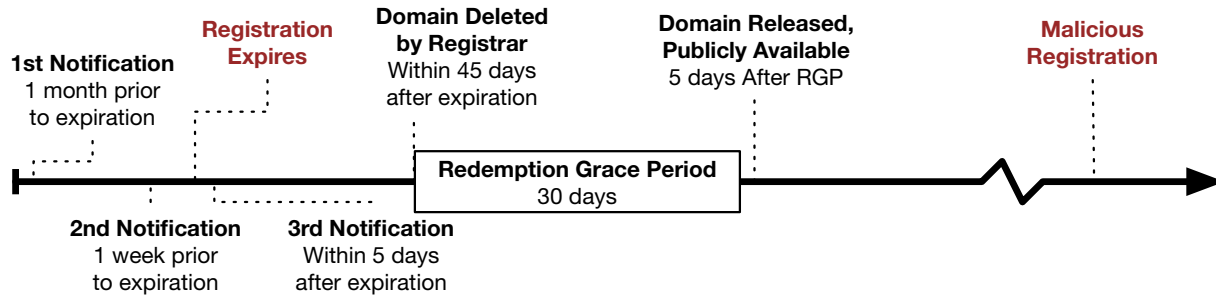 1st Notification
1 month prior
to expiration
Registration
Expires
Domain Deleted
by Registrar
Within 45 days
after expiration
Domain Released,
Publicly Available
5 days After RGP
Malicious
Registration
Redemption Grace Period
30 days
2nd Notification
1 week prior
to expiration
3rd Notification
Within 5 days
after expiration